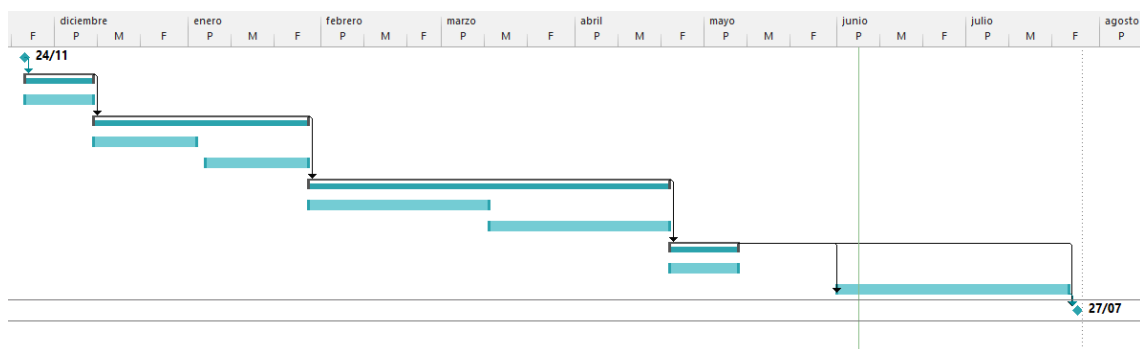 diciembre enero febrero marzo abril mayo junio julio agosto
F P M F P M F P M F P M F P M F P M F P M F P M F P
24/11
27/07